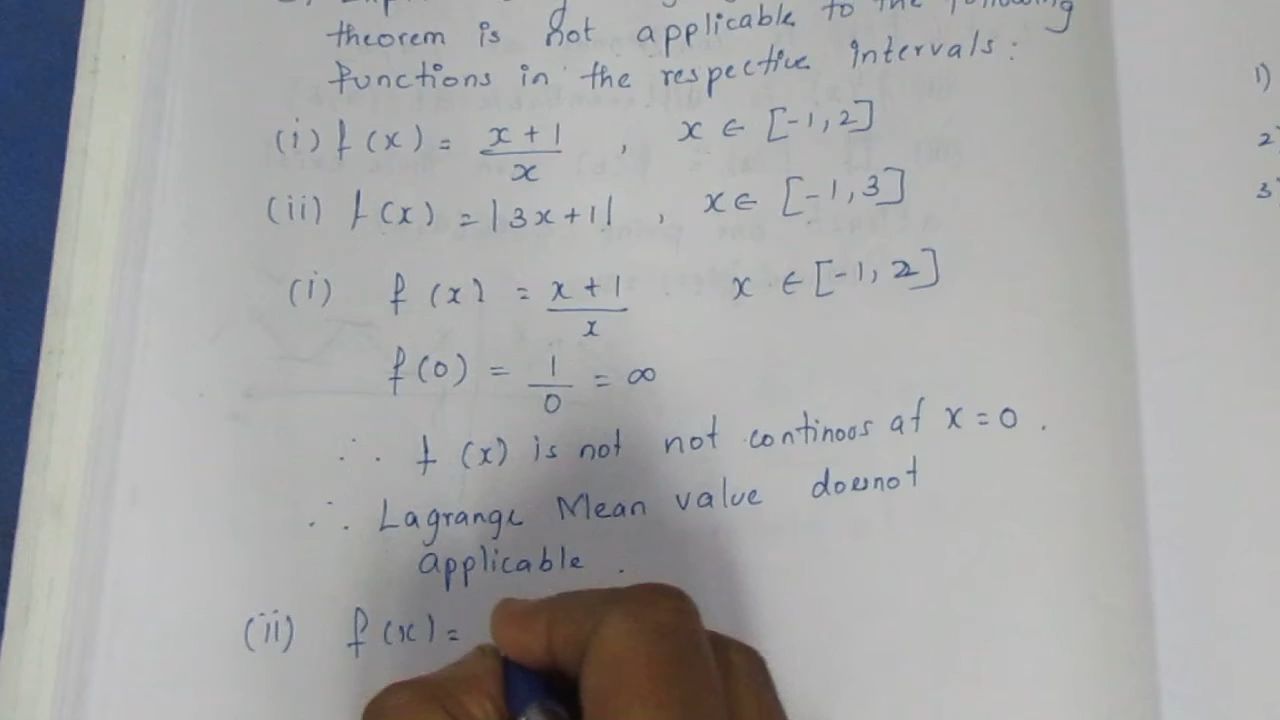 theorem is not applicable to the following
functions in the respective intervals:
(i) f(x) = x+1/x , x ∈ [-1, 2]
(ii) f(x) = |3x+1| , x ∈ [-1, 3]
(i) f(x) = x+1/x x ∈ [-1, 2]
f(0) = 1/0 = ∞
∴ f(x) is not not continoos at x = 0 .
∴ Lagrange Mean value doesnot
applicable .
(ii) f(x) =
1)
2
3